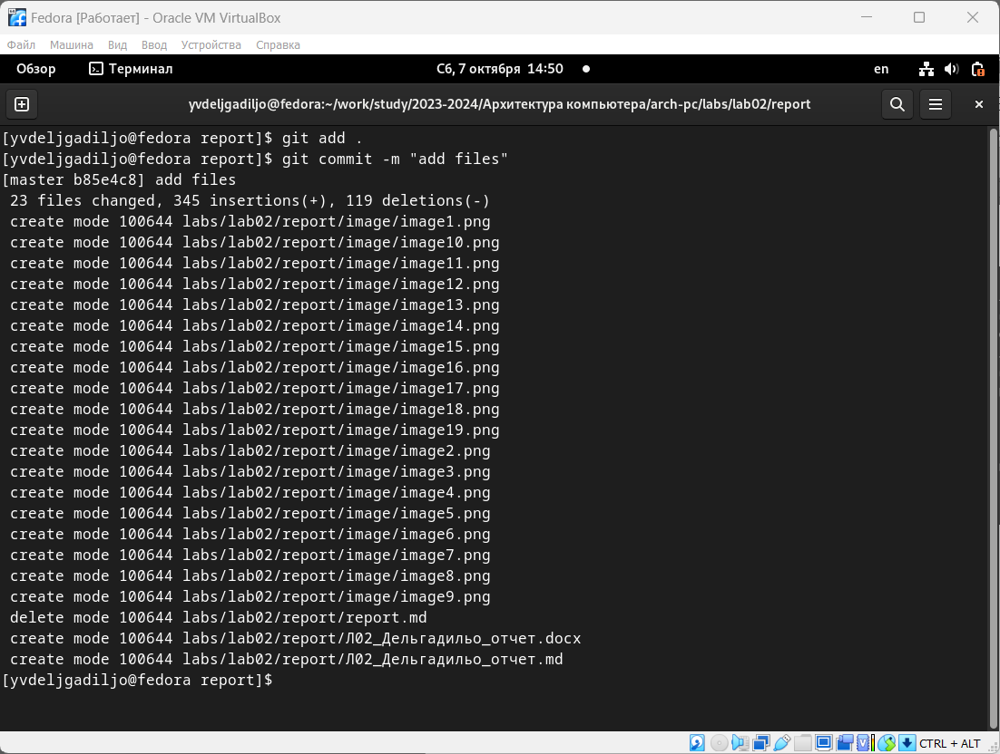 Fedora [Работает] - Oracle VM VirtualBox
Файл Машина Вид Ввод Устройства Справка
Обзор Терминал Сб, 7 октября 14:50 en
yvdeljgadiljo@fedora:~/work/study/2023-2024/Архитектура компьютера/arch-pc/labs/lab02/report
[yvdeljgadiljo@fedora report]$ git add .
[yvdeljgadiljo@fedora report]$ git commit -m "add files"
[master b85e4c8] add files
 23 files changed, 345 insertions(+), 119 deletions(-)
 create mode 100644 labs/lab02/report/image/image1.png
 create mode 100644 labs/lab02/report/image/image10.png
 create mode 100644 labs/lab02/report/image/image11.png
 create mode 100644 labs/lab02/report/image/image12.png
 create mode 100644 labs/lab02/report/image/image13.png
 create mode 100644 labs/lab02/report/image/image14.png
 create mode 100644 labs/lab02/report/image/image15.png
 create mode 100644 labs/lab02/report/image/image16.png
 create mode 100644 labs/lab02/report/image/image17.png
 create mode 100644 labs/lab02/report/image/image18.png
 create mode 100644 labs/lab02/report/image/image19.png
 create mode 100644 labs/lab02/report/image/image2.png
 create mode 100644 labs/lab02/report/image/image3.png
 create mode 100644 labs/lab02/report/image/image4.png
 create mode 100644 labs/lab02/report/image/image5.png
 create mode 100644 labs/lab02/report/image/image6.png
 create mode 100644 labs/lab02/report/image/image7.png
 create mode 100644 labs/lab02/report/image/image8.png
 create mode 100644 labs/lab02/report/image/image9.png
 delete mode 100644 labs/lab02/report/report.md
 create mode 100644 labs/lab02/report/Л02_Дельгадильо_отчет.docx
 create mode 100644 labs/lab02/report/Л02_Дельгадильо_отчет.md
[yvdeljgadiljo@fedora report]$
CTRL + ALT